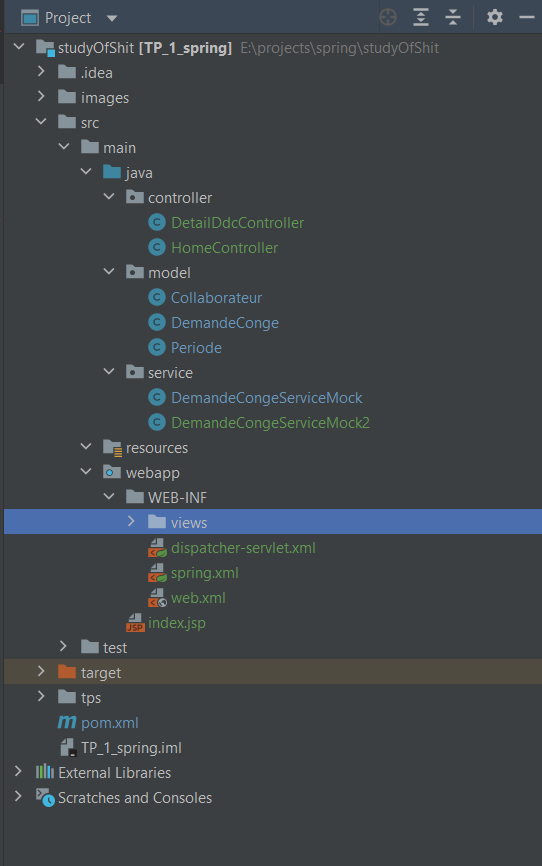 Project
studyOfShit [TP_1_spring] E:\projects\spring\studyOfShit
.idea
images
src
main
java
controller
DetailDdcController
HomeController
model
Collaborateur
DemandeConge
Periode
service
DemandeCongeServiceMock
DemandeCongeServiceMock2
resources
webapp
WEB-INF
views
dispatcher-servlet.xml
spring.xml
web.xml
index.jsp
test
target
tps
pom.xml
TP_1_spring.iml
External Libraries
Scratches and Consoles